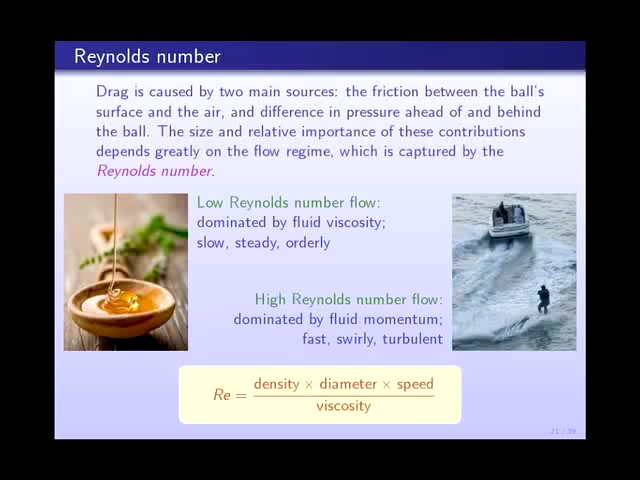 Reynolds number
Drag is caused by two main sources: the friction between the ball's
surface and the air, and difference in pressure ahead of and behind
the ball. The size and relative importance of these contributions
depends greatly on the flow regime, which is captured by the
Reynolds number.
Low Reynolds number flow:
dominated by fluid viscosity;
slow, steady, orderly
High Reynolds number flow:
dominated by fluid momentum;
fast, swirly, turbulent
Re = density × diameter × speed
viscosity
21 / 39